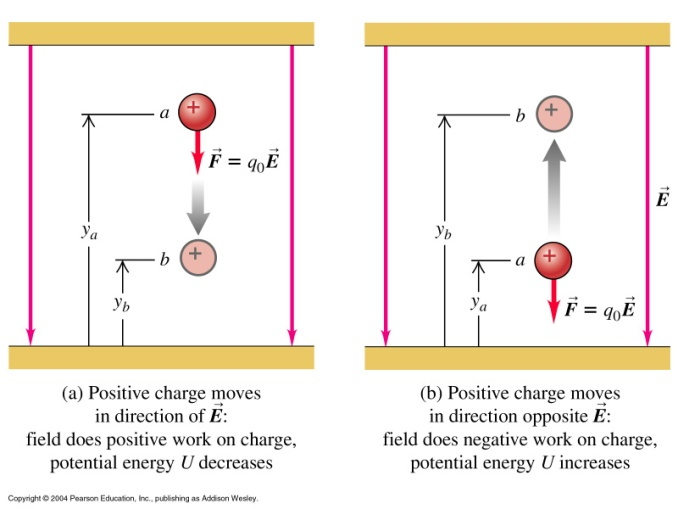 a +
F⃗ = q₀E⃗
yₐ
b +
y_b
b +
E⃗
y_b
a +
yₐ
F⃗ = q₀E⃗
(a) Positive charge moves
in direction of E⃗:
field does positive work on charge,
potential energy U decreases
(b) Positive charge moves
in direction opposite E⃗:
field does negative work on charge,
potential energy U increases
Copyright © 2004 Pearson Education, Inc., publishing as Addison Wesley.